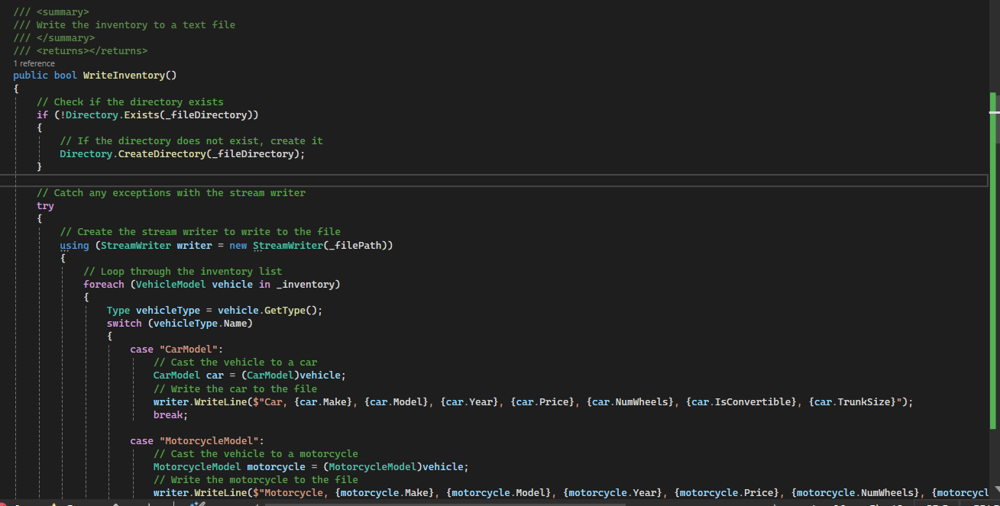 /// <summary>
/// Write the inventory to a text file
/// </summary>
/// <returns></returns>
1 reference
public bool WriteInventory()
{
// Check if the directory exists
if (!Directory.Exists(_fileDirectory))
{
// If the directory does not exist, create it
Directory.CreateDirectory(_fileDirectory);
}
// Catch any exceptions with the stream writer
try
{
// Create the stream writer to write to the file
using (StreamWriter writer = new StreamWriter(_filePath))
{
// Loop through the inventory list
foreach (VehicleModel vehicle in _inventory)
{
Type vehicleType = vehicle.GetType();
switch (vehicleType.Name)
{
case "CarModel":
// Cast the vehicle to a car
CarModel car = (CarModel)vehicle;
// Write the car to the file
writer.WriteLine($"Car, {car.Make}, {car.Model}, {car.Year}, {car.Price}, {car.NumWheels}, {car.IsConvertible}, {car.TrunkSize}");
break;
case "MotorcycleModel":
// Cast the vehicle to a motorcycle
MotorcycleModel motorcycle = (MotorcycleModel)vehicle;
// Write the motorcycle to the file
writer.WriteLine($"Motorcycle, {motorcycle.Make}, {motorcycle.Model}, {motorcycle.Year}, {motorcycle.Price}, {motorcycle.NumWheels}, {motorcycl